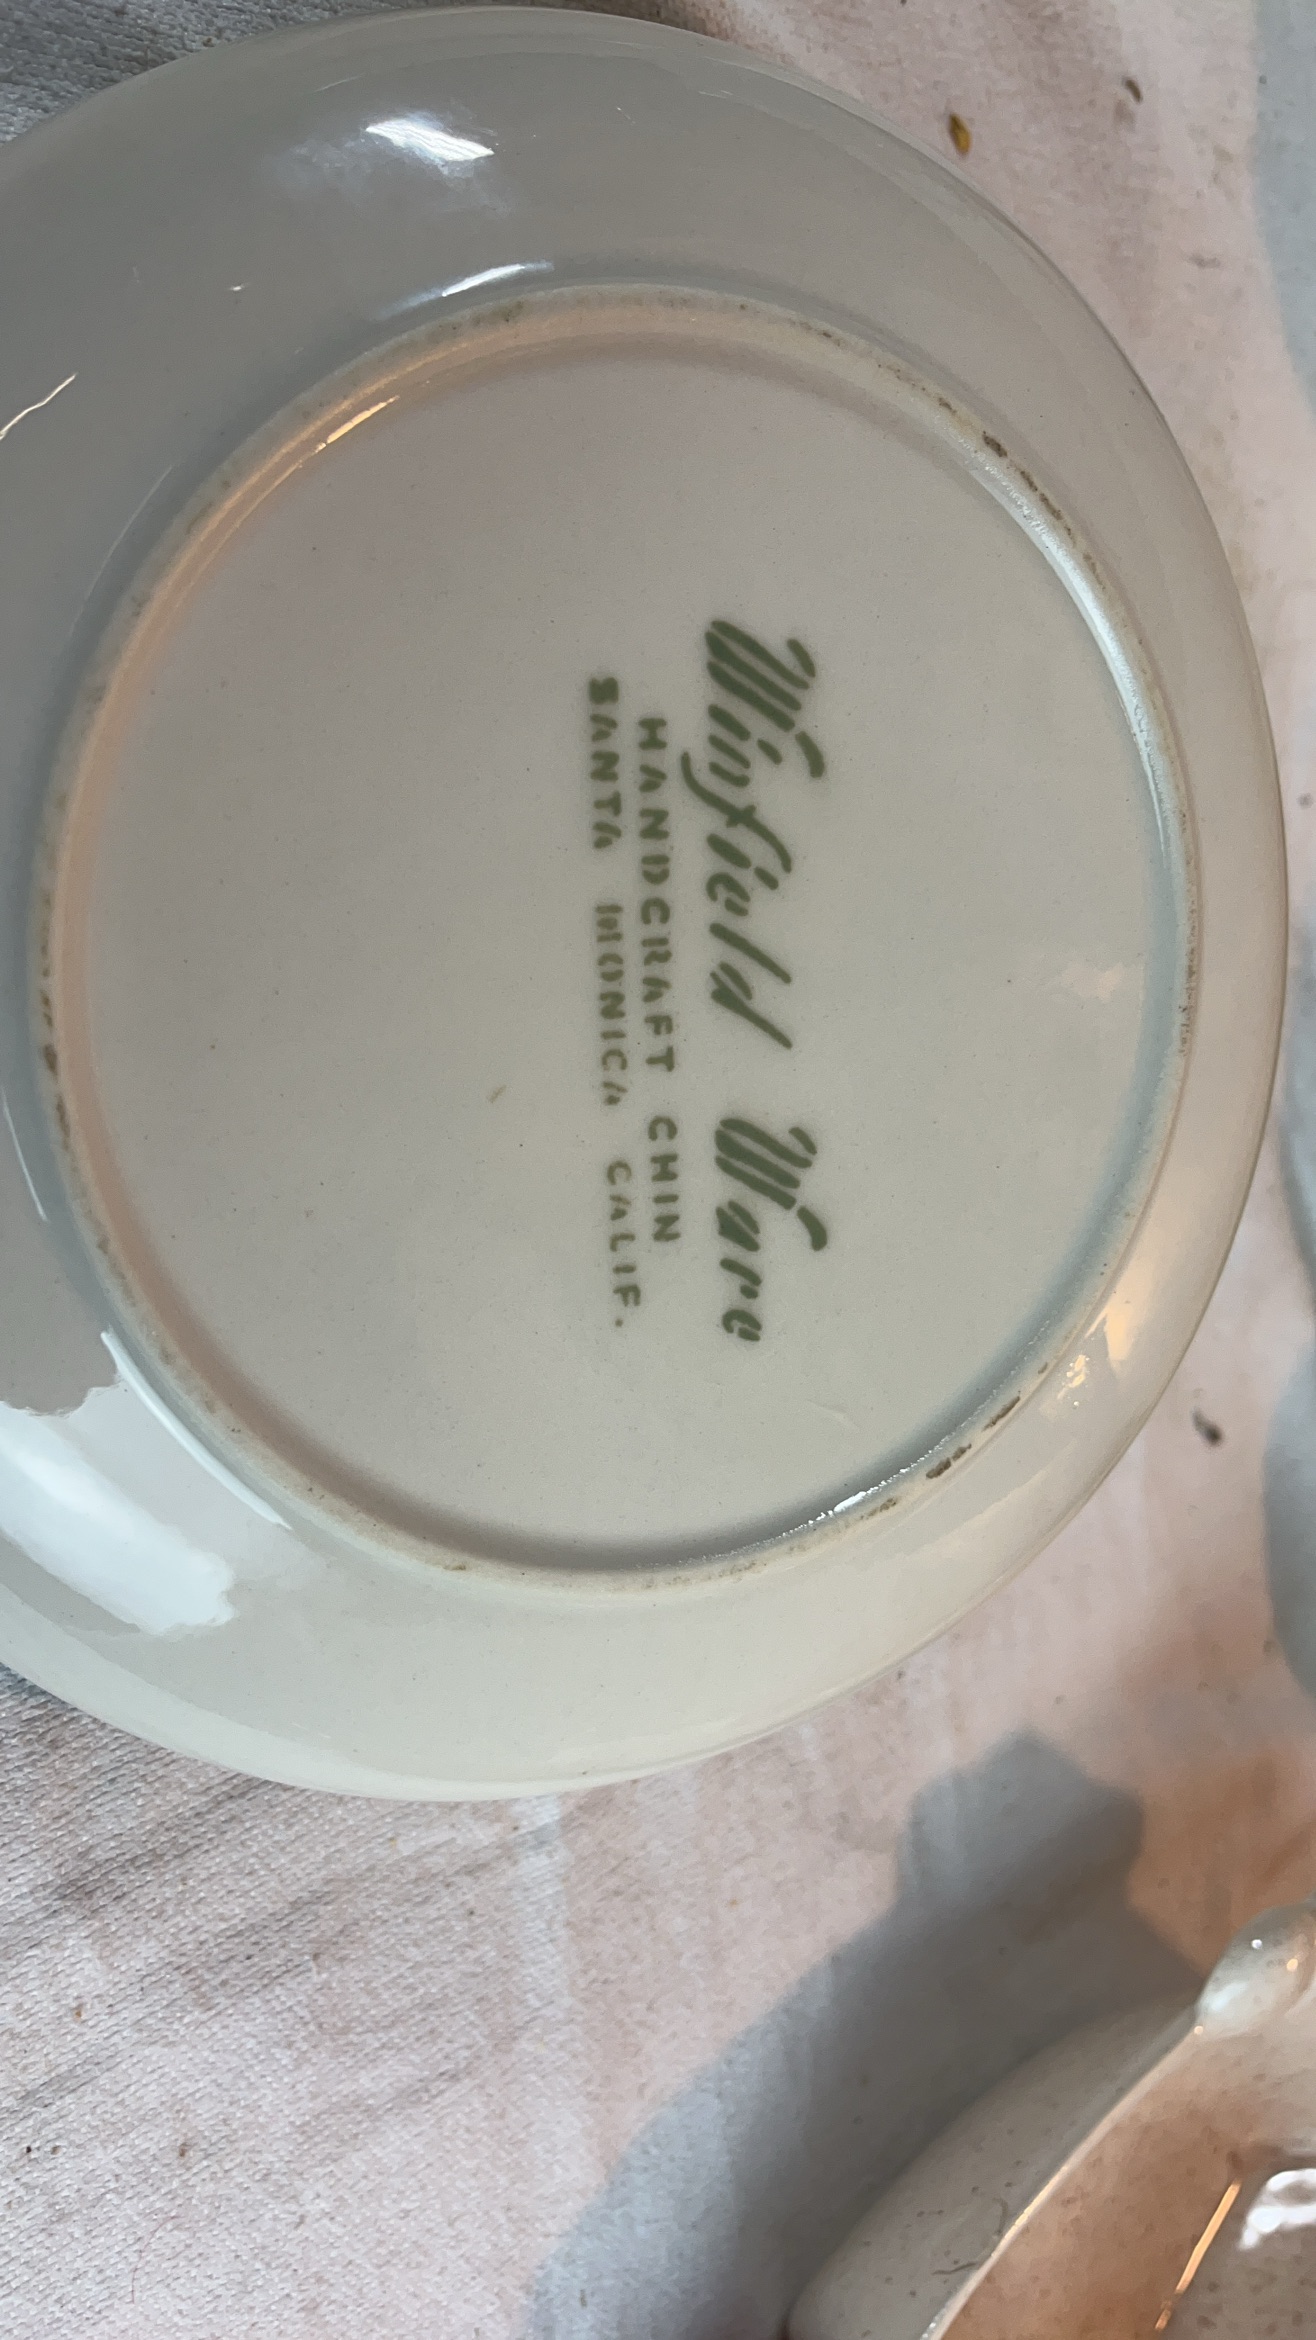 Winfield Ware
HANDCRAFT CHIN
SANTA MONICA CALIF.